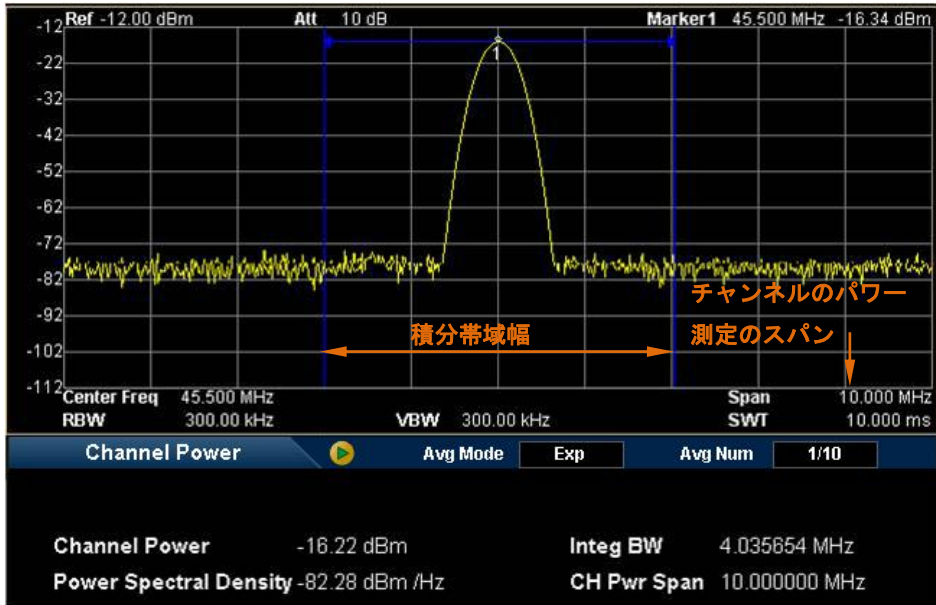 Ref -12.00 dBm Att 10 dB Marker1 45.500 MHz -16.34 dBm
-12
1
-22
-32
-42
-52
-62
-72
-82
チャンネルのパワー
-92
積分帯域幅 測定のスパン
-102
-112
Center Freq 45.500 MHz Span 10.000 MHz
RBW 300.00 kHz VBW 300.00 kHz SWT 10.000 ms
Channel Power Avg Mode Exp Avg Num 1/10
Channel Power -16.22 dBm Integ BW 4.035654 MHz
Power Spectral Density -82.28 dBm /Hz CH Pwr Span 10.000000 MHz